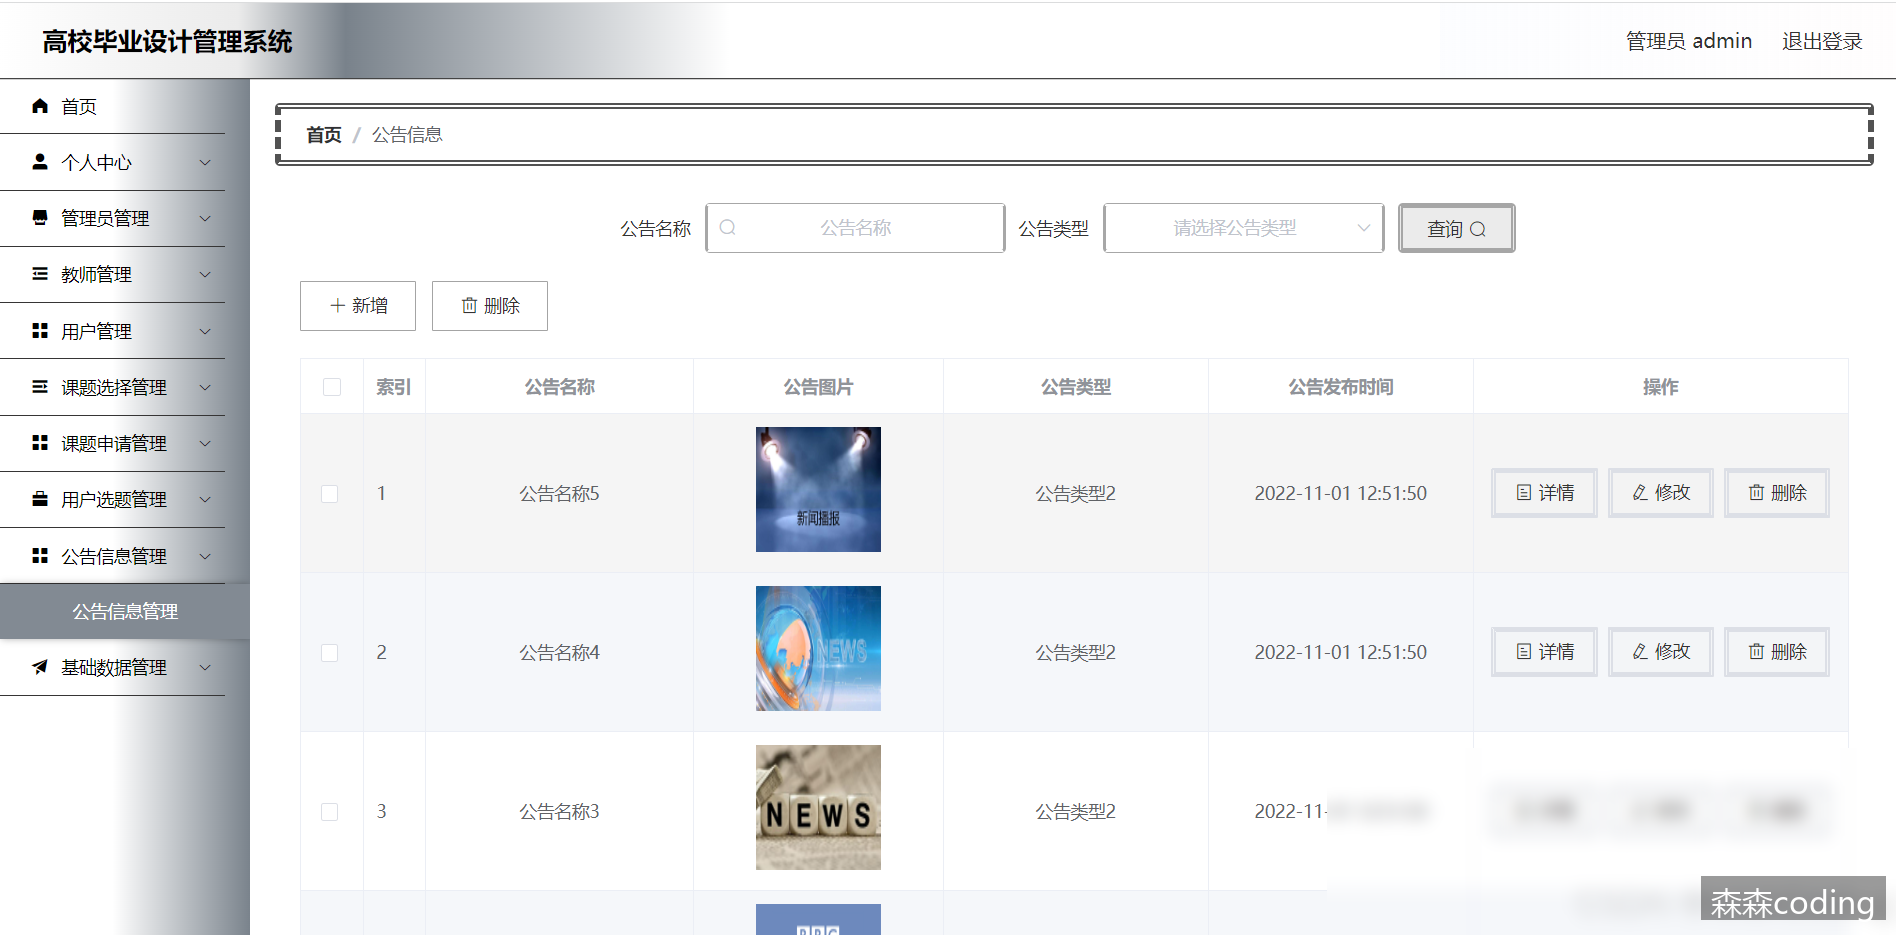 高校毕业设计管理系统
管理员 admin 退出登录
首页
个人中心
管理员管理
教师管理
用户管理
课题选择管理
课题申请管理
用户选题管理
公告信息管理
公告信息管理
基础数据管理
首页 / 公告信息
公告名称 公告名称 公告类型 请选择公告类型 查询
新增 删除
索引 公告名称 公告图片 公告类型 公告发布时间 操作
1 公告名称5 新闻播报 公告类型2 2022-11-01 12:51:50 详情 修改 删除
2 公告名称4 NEWS 公告类型2 2022-11-01 12:51:50 详情 修改 删除
3 公告名称3 NEWS 公告类型2 2022-11-
BBC
森森coding